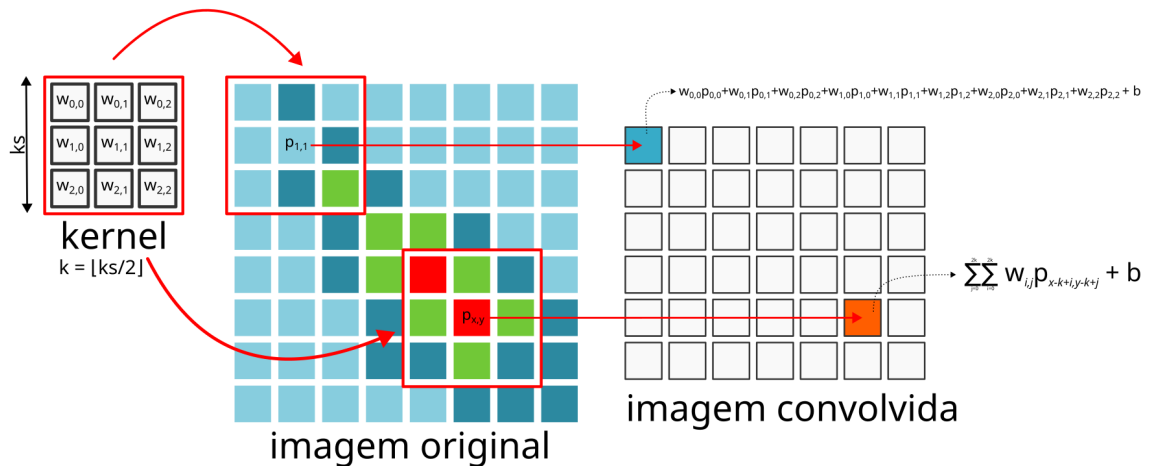 w0,0p0,0+w0,1p0,1+w0,2p0,2+w1,0p1,0+w1,1p1,1+w1,2p1,2+w2,0p2,0+w2,1p2,1+w2,2p2,2 + b
ks
w0,0 w0,1 w0,2
w1,0 w1,1 w1,2
w2,0 w2,1 w2,2
kernel
k = ⌊ks/2⌋
p1,1
px,y
∑∑ wi,jpx-k+i,y-k+j + b
imagem original
imagem convolvida